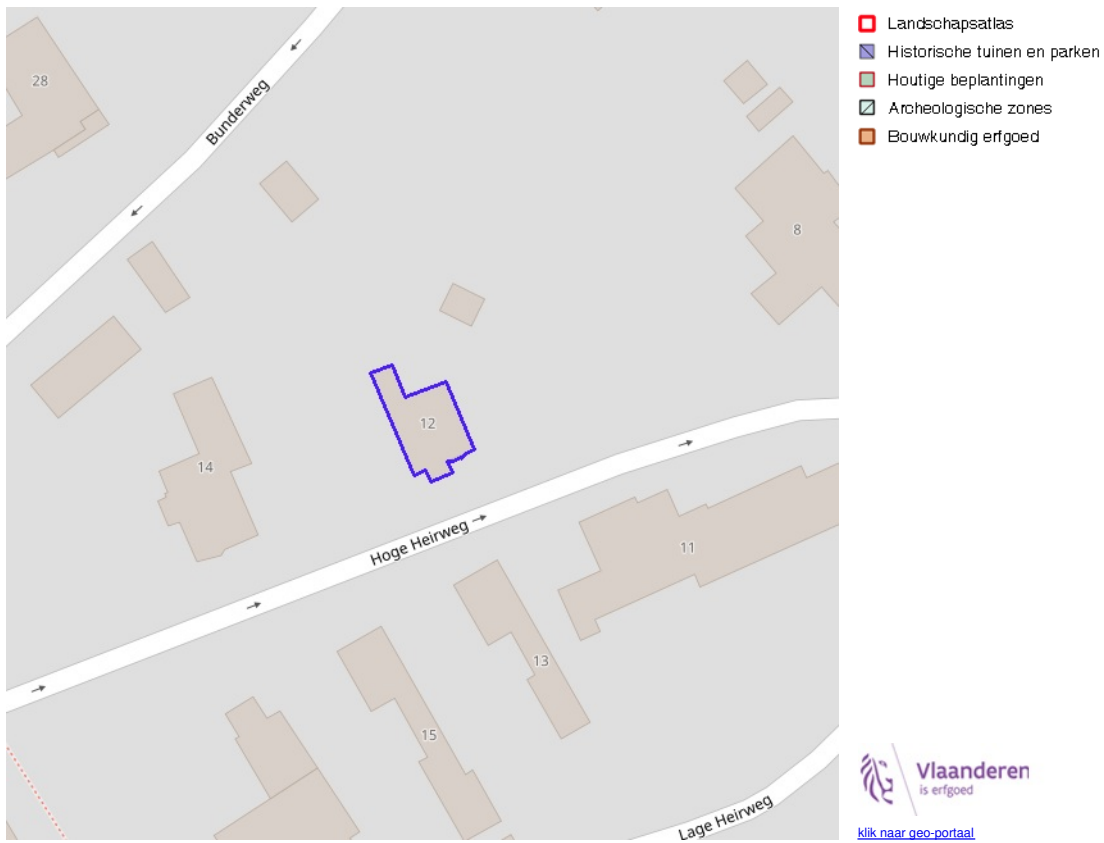 28
Bunderweg
8
12
14
Hoge Heirweg
11
13
15
Lage Heirweg
Landschapsatlas
Historische tuinen en parken
Houtige beplantingen
Archeologische zones
Bouwkundig erfgoed
Vlaanderen
is erfgoed
klik naar geo-portaal